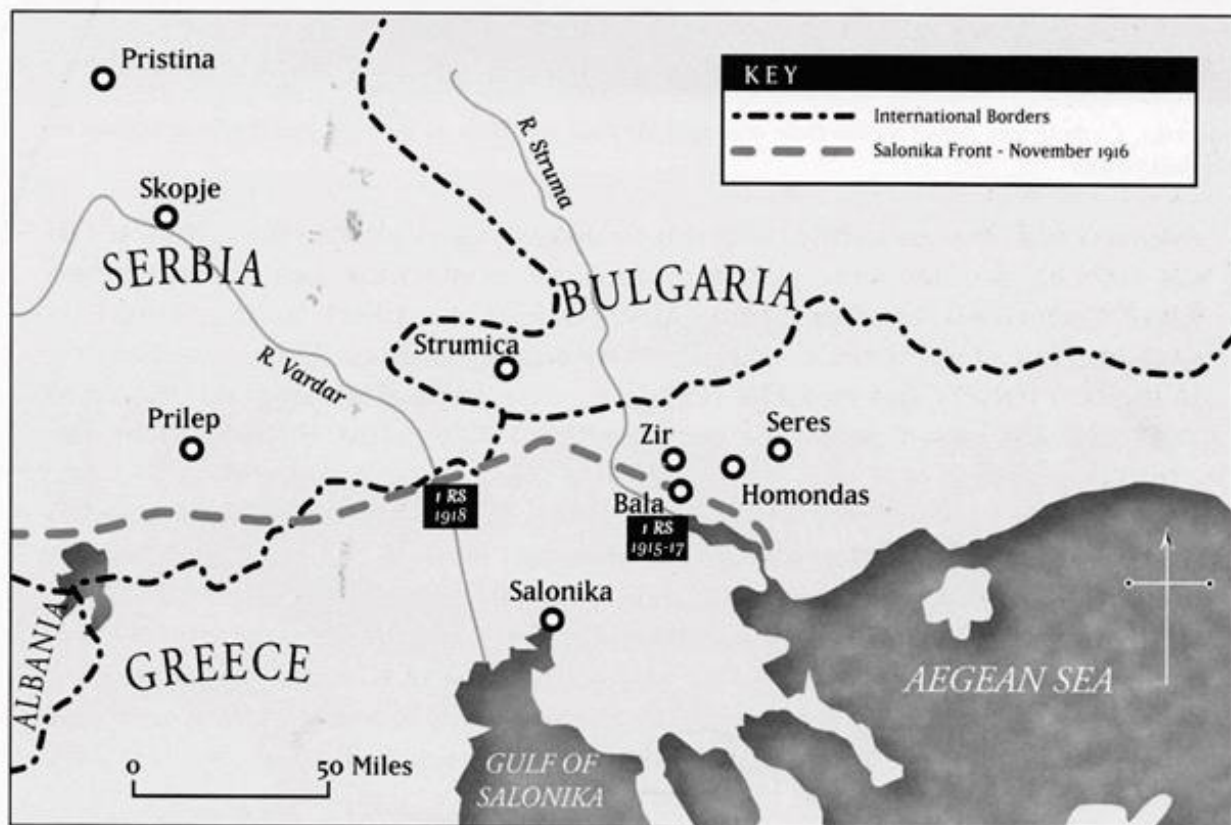 Pristina
KEY
International Borders
Salonika Front - November 1916
R. Struma
Skopje
SERBIA
BULGARIA
R. Vardar
Strumica
Prilep
Zir
Seres
Homondas
Bala
1 RS
1918
1 RS
1915-17
Salonika
ALBANIA
GREECE
AEGEAN SEA
0 50 Miles
GULF OF
SALONIKA